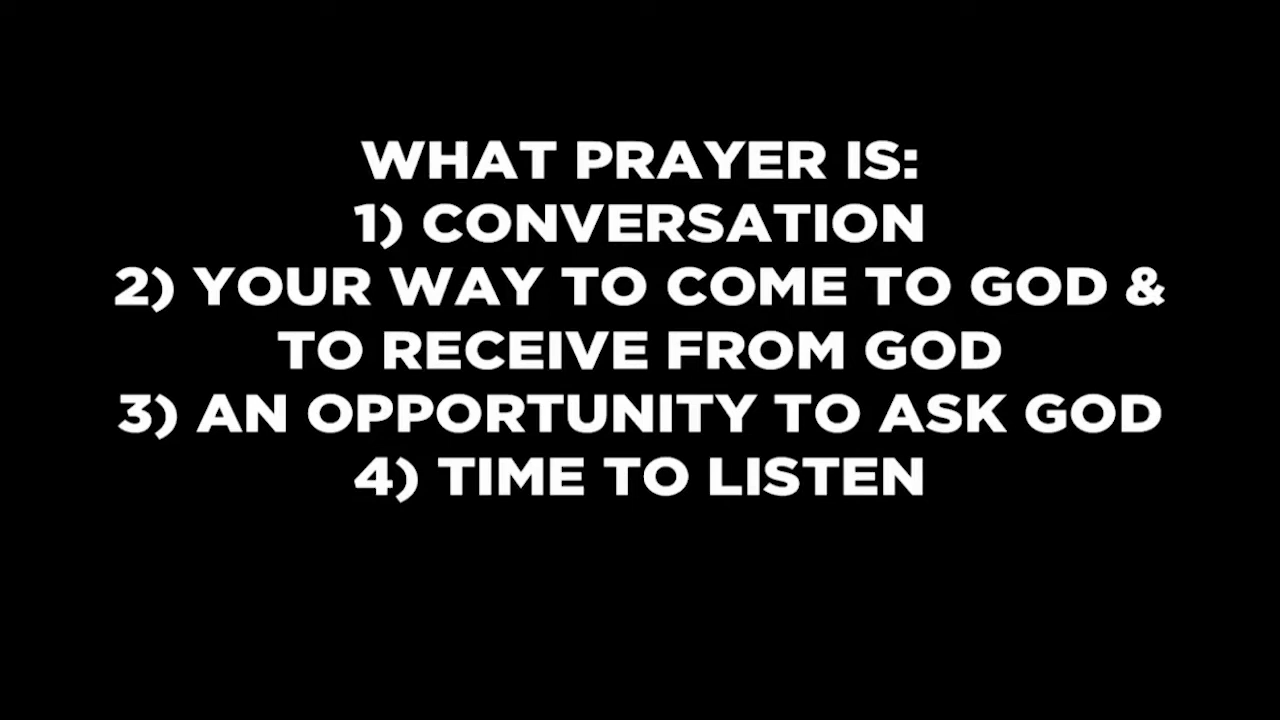 WHAT PRAYER IS:
1) CONVERSATION
2) YOUR WAY TO COME TO GOD &
TO RECEIVE FROM GOD
3) AN OPPORTUNITY TO ASK GOD
4) TIME TO LISTEN